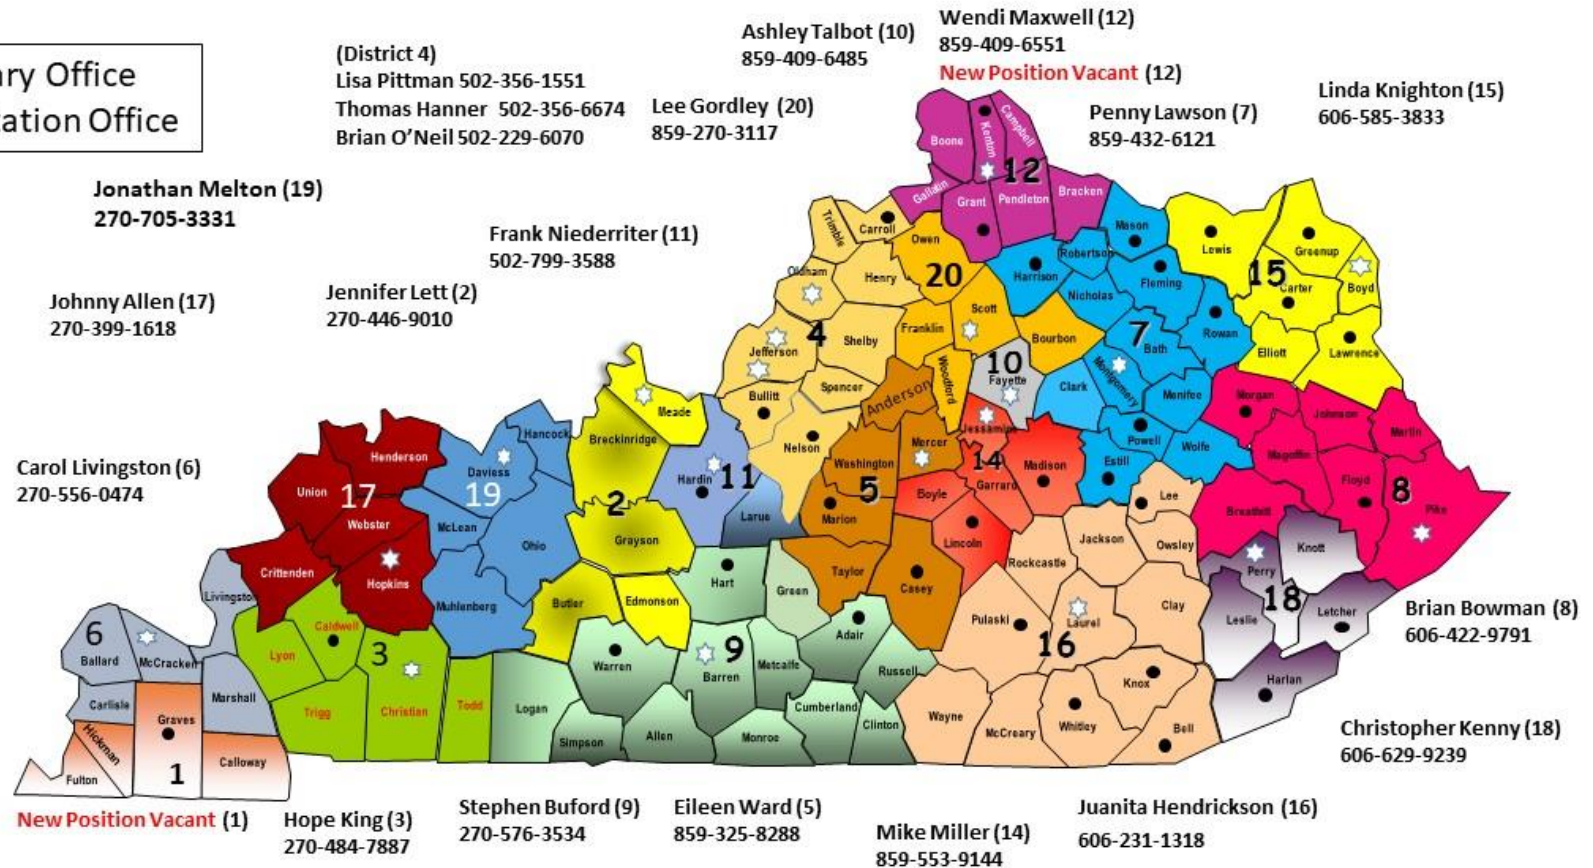 ary Office
tation Office
(District 4)
Lisa Pittman 502-356-1551
Thomas Hanner 502-356-6674
Brian O’Neil 502-229-6070
Ashley Talbot (10)
859-409-6485
Wendi Maxwell (12)
859-409-6551
New Position Vacant (12)
Lee Gordley (20)
859-270-3117
Penny Lawson (7)
859-432-6121
Linda Knighton (15)
606-585-3833
Jonathan Melton (19)
270-705-3331
Frank Niederriter (11)
502-799-3588
Johnny Allen (17)
270-399-1618
Jennifer Lett (2)
270-446-9010
Carol Livingston (6)
270-556-0474
Boone
Kenton
Campbell
12
Gallatin
Grant
Pendleton
Bracken
Trimble
Carroll
Owen
20
Oldham
Henry
Scott
Franklin
Bourbon
Woodford
Harrison
Robertson
Mason
Nicholas
Fleming
7
Rowan
Bath
Montgomery
Clark
Menifee
Powell
Wolfe
Estill
Lewis
Greenup
15
Carter
Boyd
Elliott
Lawrence
4
Jefferson
Shelby
Bullitt
Spencer
Nelson
10
Fayette
Anderson
Mercer
Washington
5
Marion
Taylor
Casey
Jessamine
14
Garrard
Madison
Boyle
Lincoln
Morgan
Johnson
Martin
Magoffin
Floyd
8
Pike
Breathitt
Knott
Perry
18
Leslie
Letcher
Harlan
Meade
Breckinridge
2
Grayson
Butler
Edmonson
Hardin
11
Larue
Hancock
Daviess
19
McLean
Ohio
Muhlenberg
Henderson
Union
17
Webster
Crittenden
Hopkins
Livingston
6
Ballard
McCracken
Carlisle
Marshall
Hickman
Graves
Fulton
1
Calloway
Lyon
Caldwell
3
Trigg
Christian
Todd
Logan
Simpson
Warren
Allen
Barren
9
Metcalfe
Monroe
Hart
Green
Adair
Russell
Cumberland
Clinton
Lee
Jackson
Owsley
Rockcastle
Pulaski
16
Laurel
Clay
Wayne
McCreary
Whitley
Knox
Bell
Brian Bowman (8)
606-422-9791
Christopher Kenny (18)
606-629-9239
New Position Vacant (1)
Hope King (3)
270-484-7887
Stephen Buford (9)
270-576-3534
Eileen Ward (5)
859-325-8288
Mike Miller (14)
859-553-9144
Juanita Hendrickson (16)
606-231-1318